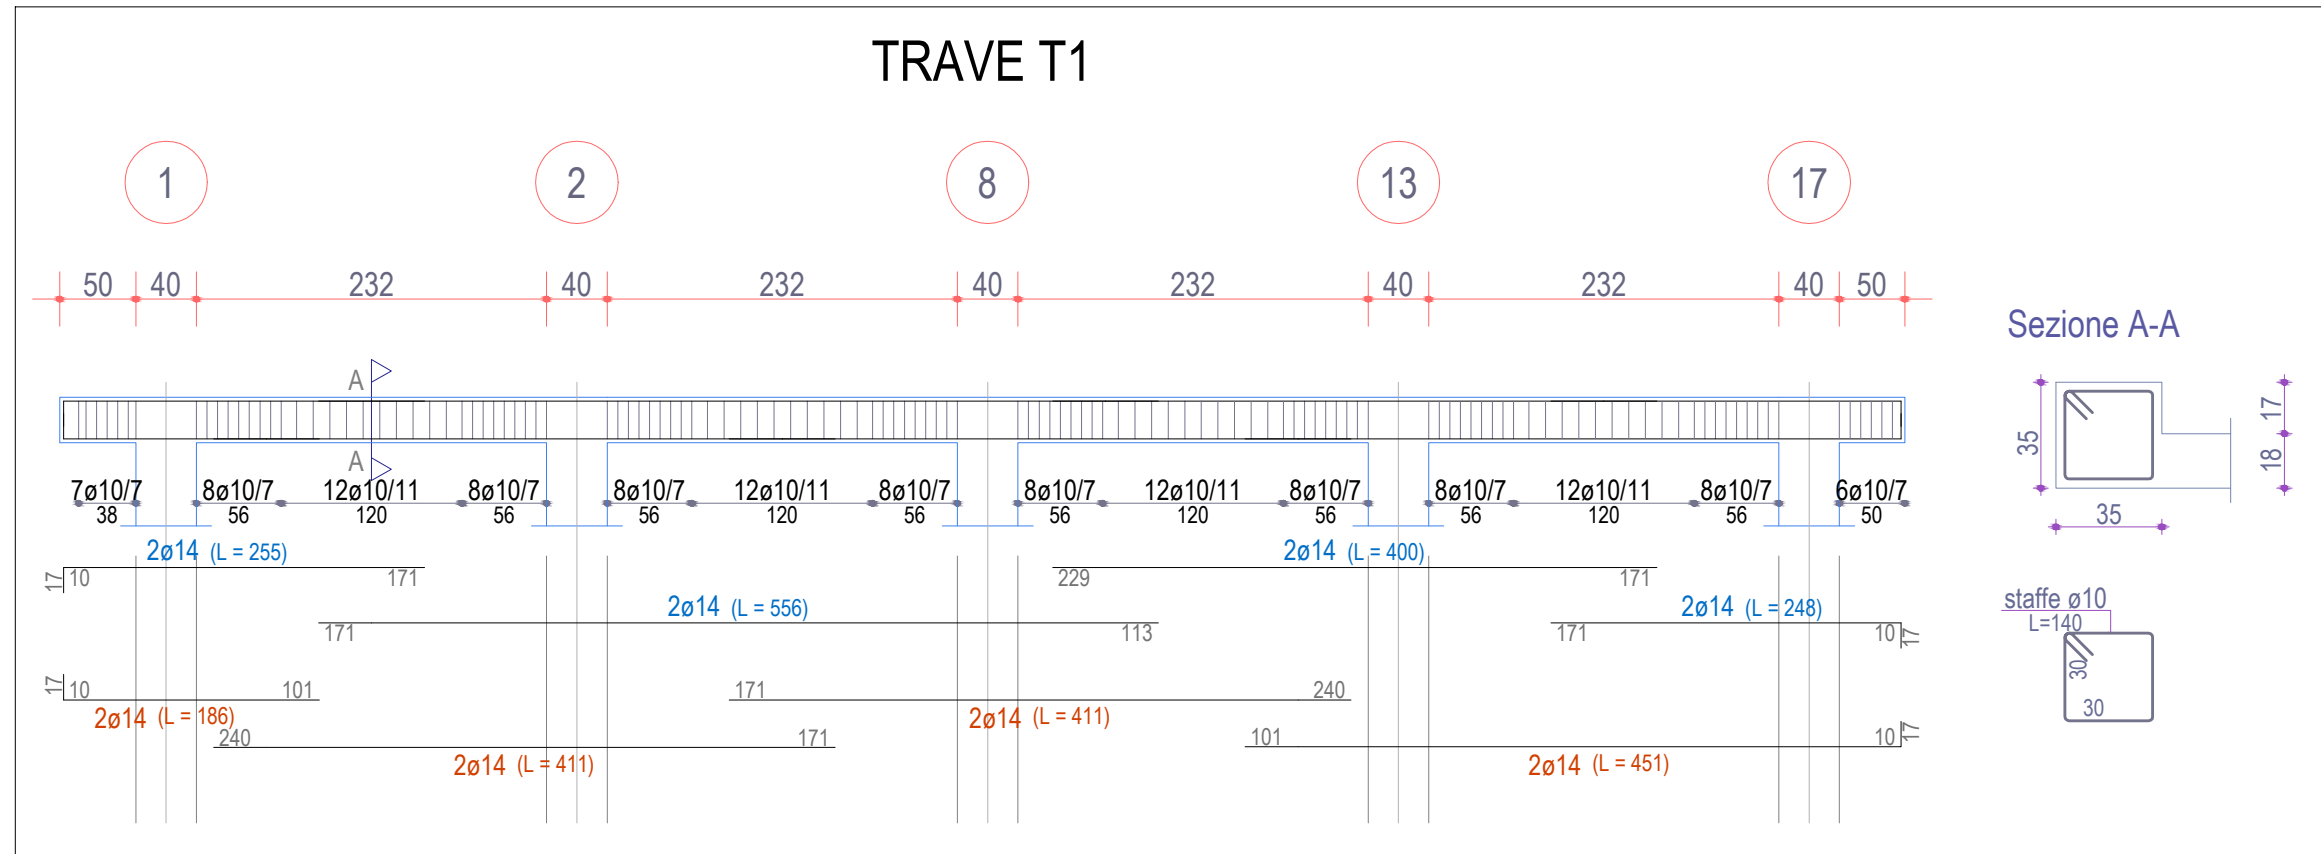 TRAVE T1
1 2 8 13 17
50 40 232 40 232 40 232 40 232 40 50
Sezione A-A
A
A
35
17
18
35
7ø10/7 8ø10/7 12ø10/11 8ø10/7 8ø10/7 12ø10/11 8ø10/7 8ø10/7 12ø10/11 8ø10/7 8ø10/7 12ø10/11 8ø10/7 6ø10/7
38 56 120 56 56 120 56 56 120 56 56 120 56 50
2ø14 (L = 255) 2ø14 (L = 400)
17 10 171 229 171
2ø14 (L = 556) 2ø14 (L = 248)
171 113 171 10 17
17 10 101 171 240
2ø14 (L = 186) 2ø14 (L = 411)
240 171 101 10 17
2ø14 (L = 411) 2ø14 (L = 451)
staffe ø10
L=140
30
30